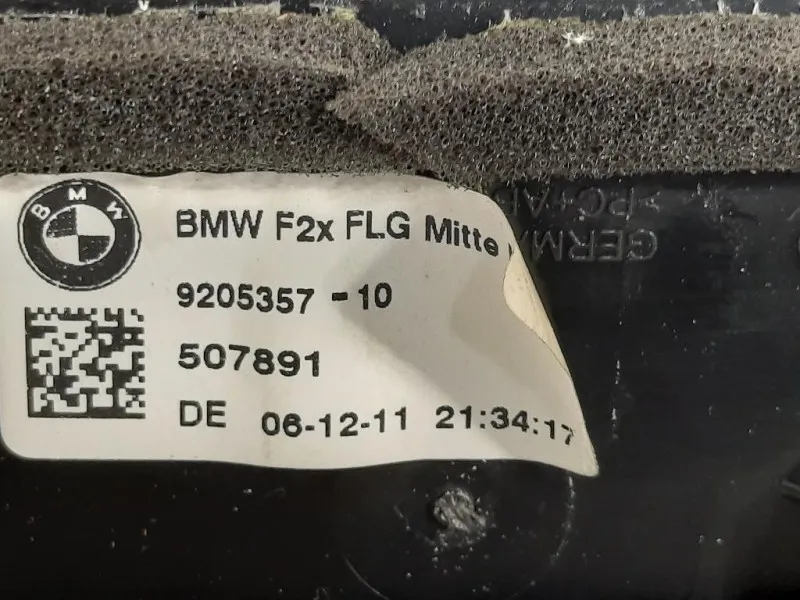 BMW
BMW F2x FLG Mitte
9205357 -10
507891
DE 06-12-11 21:34:17